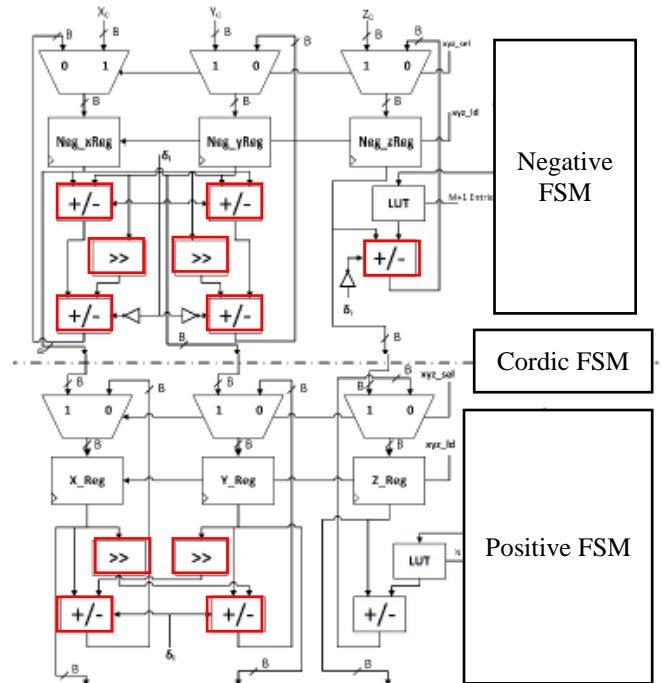 X₀ Y₀ Z₀
B B B B B
0 1 1 0 1 0
xyz_sel
B B B
Neg_xReg Neg_yReg Neg_zReg
xyz_ld
Negative
FSM
δᵢ
+/- +/- LUT M+1 Entrie
>> >> +/-
+/- +/- δᵢ
B B B
Cordic FSM
B B B B B B
xyz_sel
1 0 1 0 1 0
B B B
xyz_ld
X_Reg Y_Reg Z_Reg
Positive FSM
>> >> LUT N
+/- +/- +/-
δᵢ
B B B